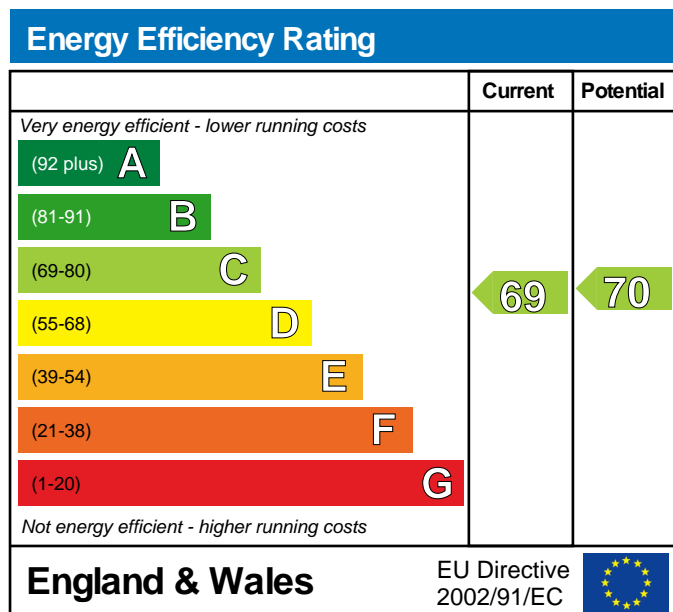 Energy Efficiency Rating
Current Potential
Very energy efficient - lower running costs
(92 plus) A
(81-91) B
(69-80) C
(55-68) D
(39-54) E
(21-38) F
(1-20) G
69 70
Not energy efficient - higher running costs
England & Wales
EU Directive
2002/91/EC